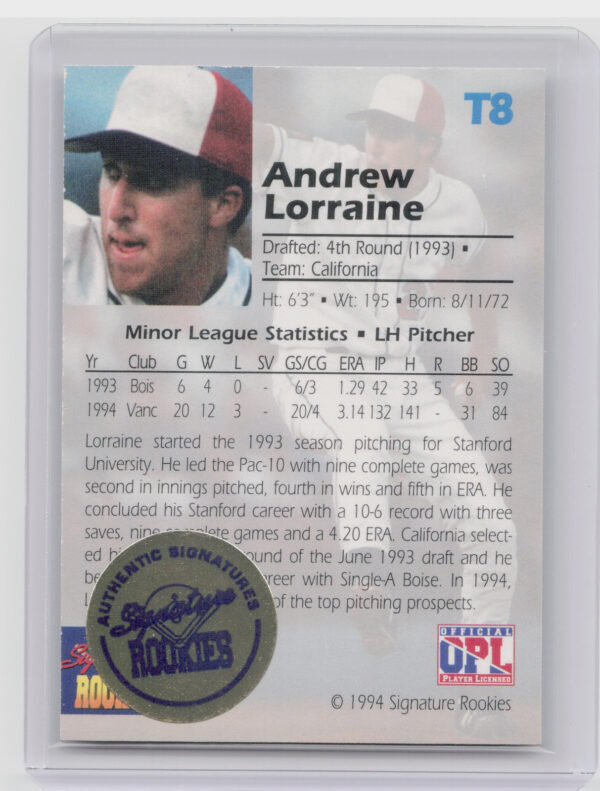 T8
Andrew
Lorraine
Drafted: 4th Round (1993) ▪
Team: California
Ht: 6'3" ▪ Wt: 195 ▪ Born: 8/11/72
Minor League Statistics ▪ LH Pitcher
Yr Club G W L SV GS/CG ERA IP H R BB SO
1993 Bois 6 4 0 - 6/3 1.29 42 33 5 6 39
1994 Vanc 20 12 3 - 20/4 3.14 132 141 - 31 84
Lorraine started the 1993 season pitching for Stanford
University. He led the Pac-10 with nine complete games, was
second in innings pitched, fourth in wins and fifth in ERA. He
concluded his Stanford career with a 10-6 record with three
saves, nine complete games and a 4.20 ERA. California select-
ed of the June 1993 draft and he
with Single-A Boise. In 1994,
of the top pitching prospects.
AUTHENTIC SIGNATURES
Signature
ROOKIES
OFFICIAL
OPL
PLAYER LICENSED
© 1994 Signature Rookies